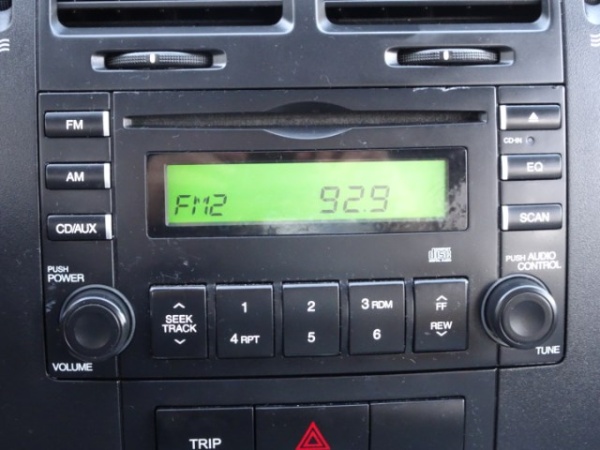 FM
AM
CD/AUX
FM2 92.9
CD-IN
EQ
SCAN
PUSH
POWER
VOLUME
SEEK
TRACK
1
4 RPT
2
5
3 RDM
6
FF
REW
PUSH AUDIO
CONTROL
TUNE
TRIP